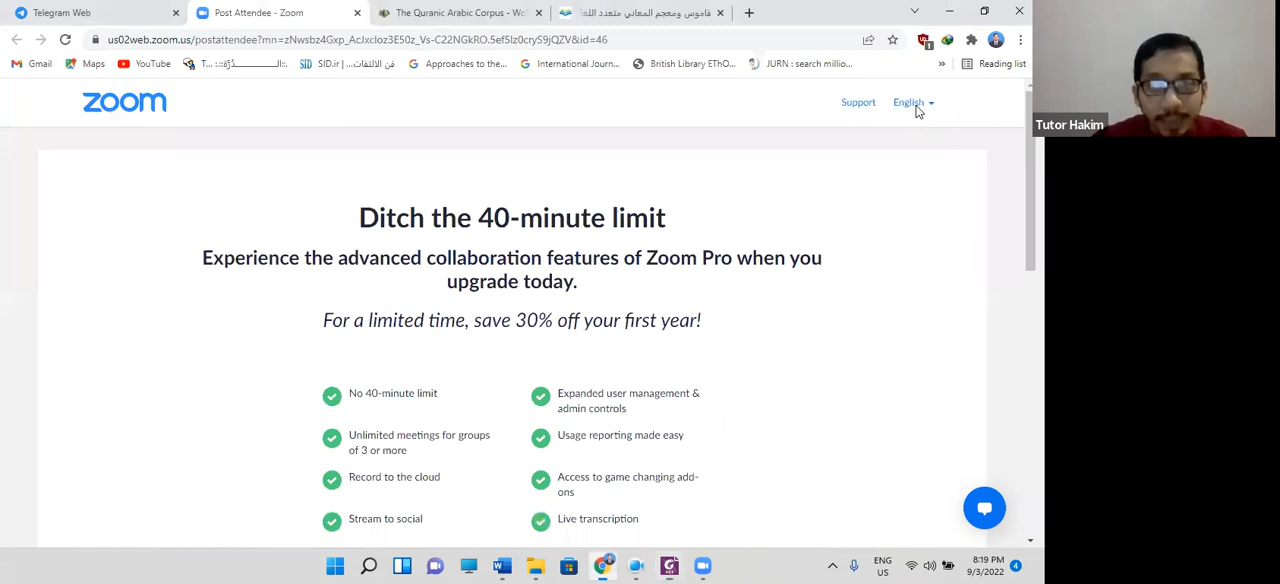 Telegram Web
Post Attendee - Zoom
The Quranic Arabic Corpus - Wo
قاموس ومعجم المعاني متعدد اللغا
us02web.zoom.us/postattendee?mn=zNwsbz4Gxp_AcJxcIoz3E50z_Vs-C22NGkRO.5ef5lz0cryS9jQZV&id=46
Gmail
Maps
YouTube
SID.ir | ...فن الالتفات
Approaches to the...
International Journ...
British Library EThO...
JURN : search millio...
»
Reading list
zoom
Support
English
Tutor Hakim
Ditch the 40-minute limit
Experience the advanced collaboration features of Zoom Pro when you
upgrade today.
For a limited time, save 30% off your first year!
No 40-minute limit
Expanded user management &
admin controls
Unlimited meetings for groups
of 3 or more
Usage reporting made easy
Record to the cloud
Access to game changing add-
ons
Stream to social
Live transcription
ENG
US
8:19 PM
9/3/2022
4